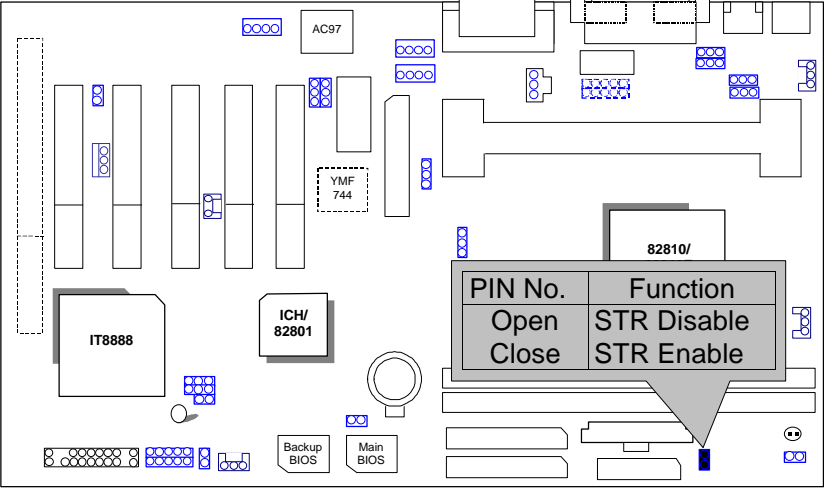 AC97
YMF
744
82810/
IT8888
ICH/
82801
PIN No. Function
Open STR Disable
Close STR Enable
Backup
BIOS
Main
BIOS